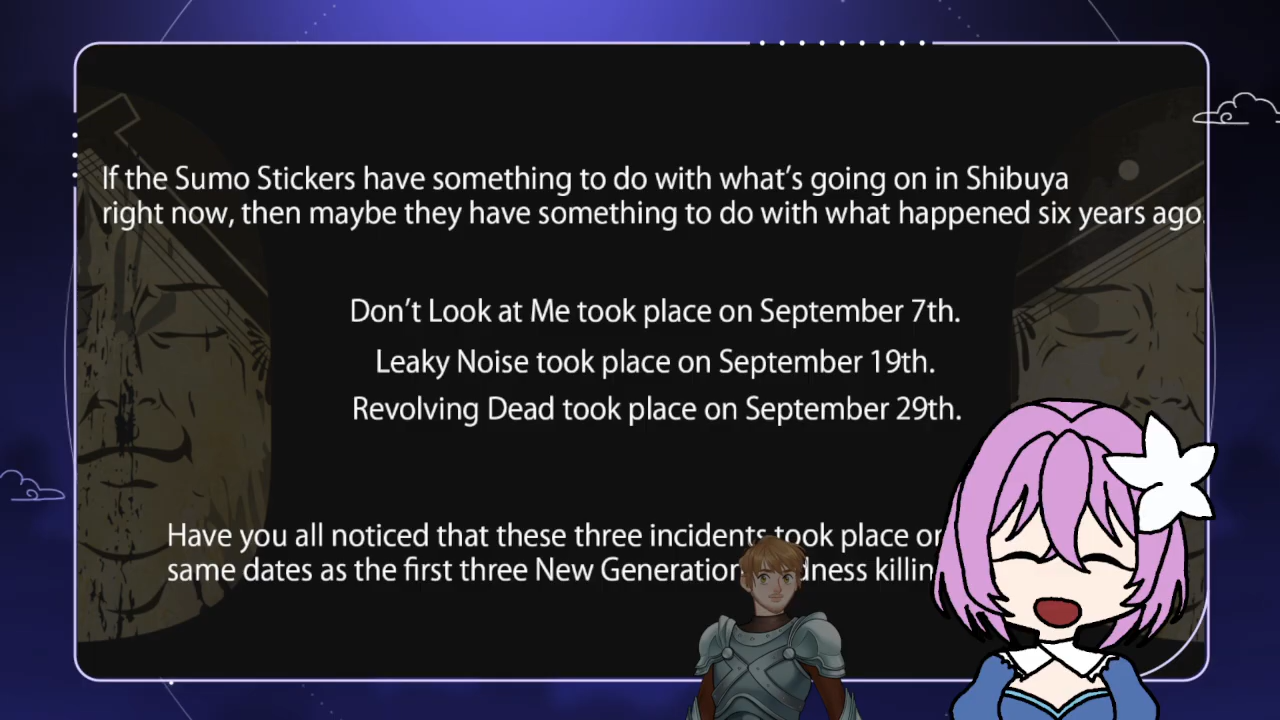 If the Sumo Stickers have something to do with what's going on in Shibuya
right now, then maybe they have something to do with what happened six years ago.
Don't Look at Me took place on September 7th.
Leaky Noise took place on September 19th.
Revolving Dead took place on September 29th.
Have you all noticed that these three incidents took place
same dates as the first three New Generation